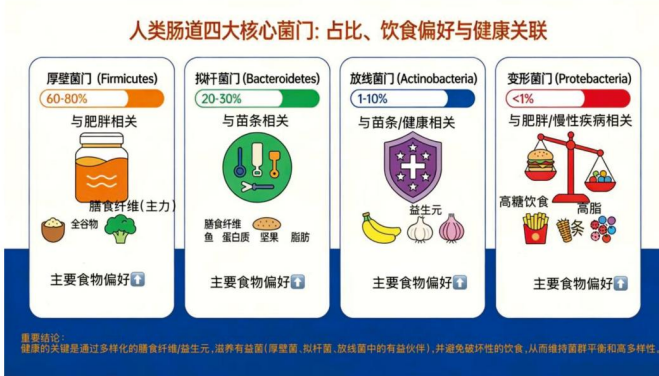 人类肠道四大核心菌门: 占比、饮食偏好与健康关联
厚壁菌门 (Firmicutes)
60-80%
与肥胖相关
膳食纤维(主力)
全谷物
主要食物偏好⬆
拟杆菌门 (Bacteroidetes)
20-30%
与苗条相关
膳食纤维
鱼 蛋白质 坚果 脂肪
主要食物偏好⬆
放线菌门 (Actinobacteria)
1-10%
与苗条/健康相关
益生元
主要食物偏好⬆
变形菌门 (Protebacteria)
<1%
与肥胖/慢性疾病相关
高糖饮食
高脂
主要食物偏好⬆
重要结论:
健康的关键是通过多样化的膳食纤维/益生元, 滋养有益菌(厚壁菌、拟杆菌、放线菌中的有益伙伴), 并避免破坏性的饮食, 从而维持菌群平衡和高多样性,